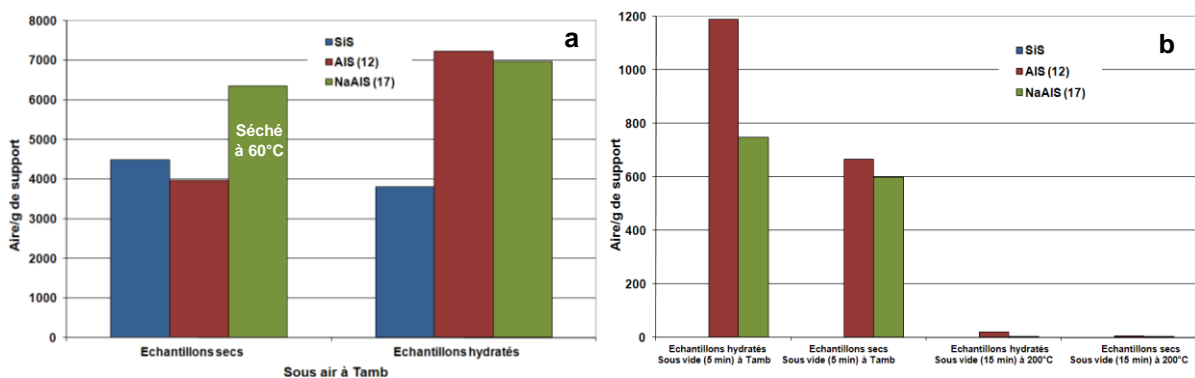 a
Aire/g de support
8000
7000
6000
5000
4000
3000
2000
1000
0
SiS
AlS (12)
NaAlS (17)
Séché
à 60°C
Echantillons secs
Echantillons hydratés
Sous air à Tamb
b
Aire/g de support
1200
1000
800
600
400
200
0
SiS
AlS (12)
NaAlS (17)
Echantillons hydratés
Sous vide (5 min) à Tamb
Echantillons secs
Sous vide (5 min) à Tamb
Echantillons hydratés
Sous vide (15 min) à 200°C
Echantillons secs
Sous vide (15 min) à 200°C